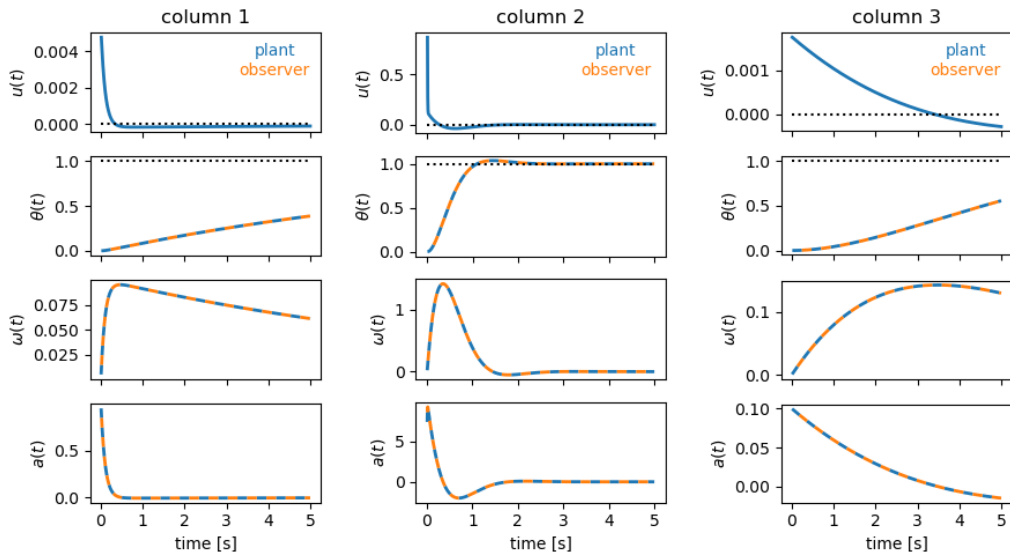 column 1
column 2
column 3
u(t)
0.004
0.002
0.000
plant
observer
u(t)
0.5
0.0
plant
observer
u(t)
0.001
0.000
plant
observer
θ(t)
1.0
0.5
0.0
θ(t)
1.0
0.5
0.0
θ(t)
1.0
0.5
0.0
ω(t)
0.075
0.050
0.025
ω(t)
1
0
ω(t)
0.1
0.0
a(t)
0.5
0.0
a(t)
5
0
a(t)
0.10
0.05
0.00
0 1 2 3 4 5
0 1 2 3 4 5
0 1 2 3 4 5
time [s]
time [s]
time [s]